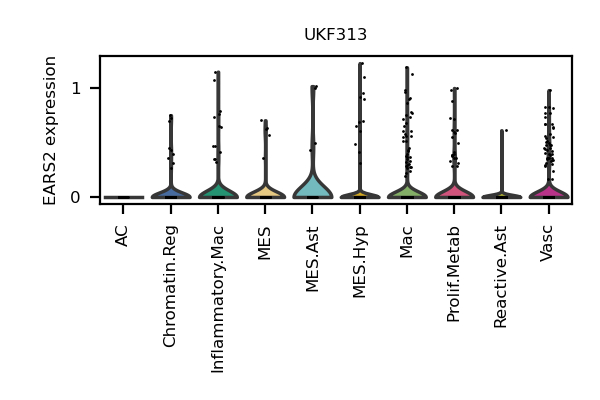 UKF313
EARS2 expression
1
0
AC
Chromatin.Reg
Inflammatory.Mac
MES
MES.Ast
MES.Hyp
Mac
Prolif.Metab
Reactive.Ast
Vasc